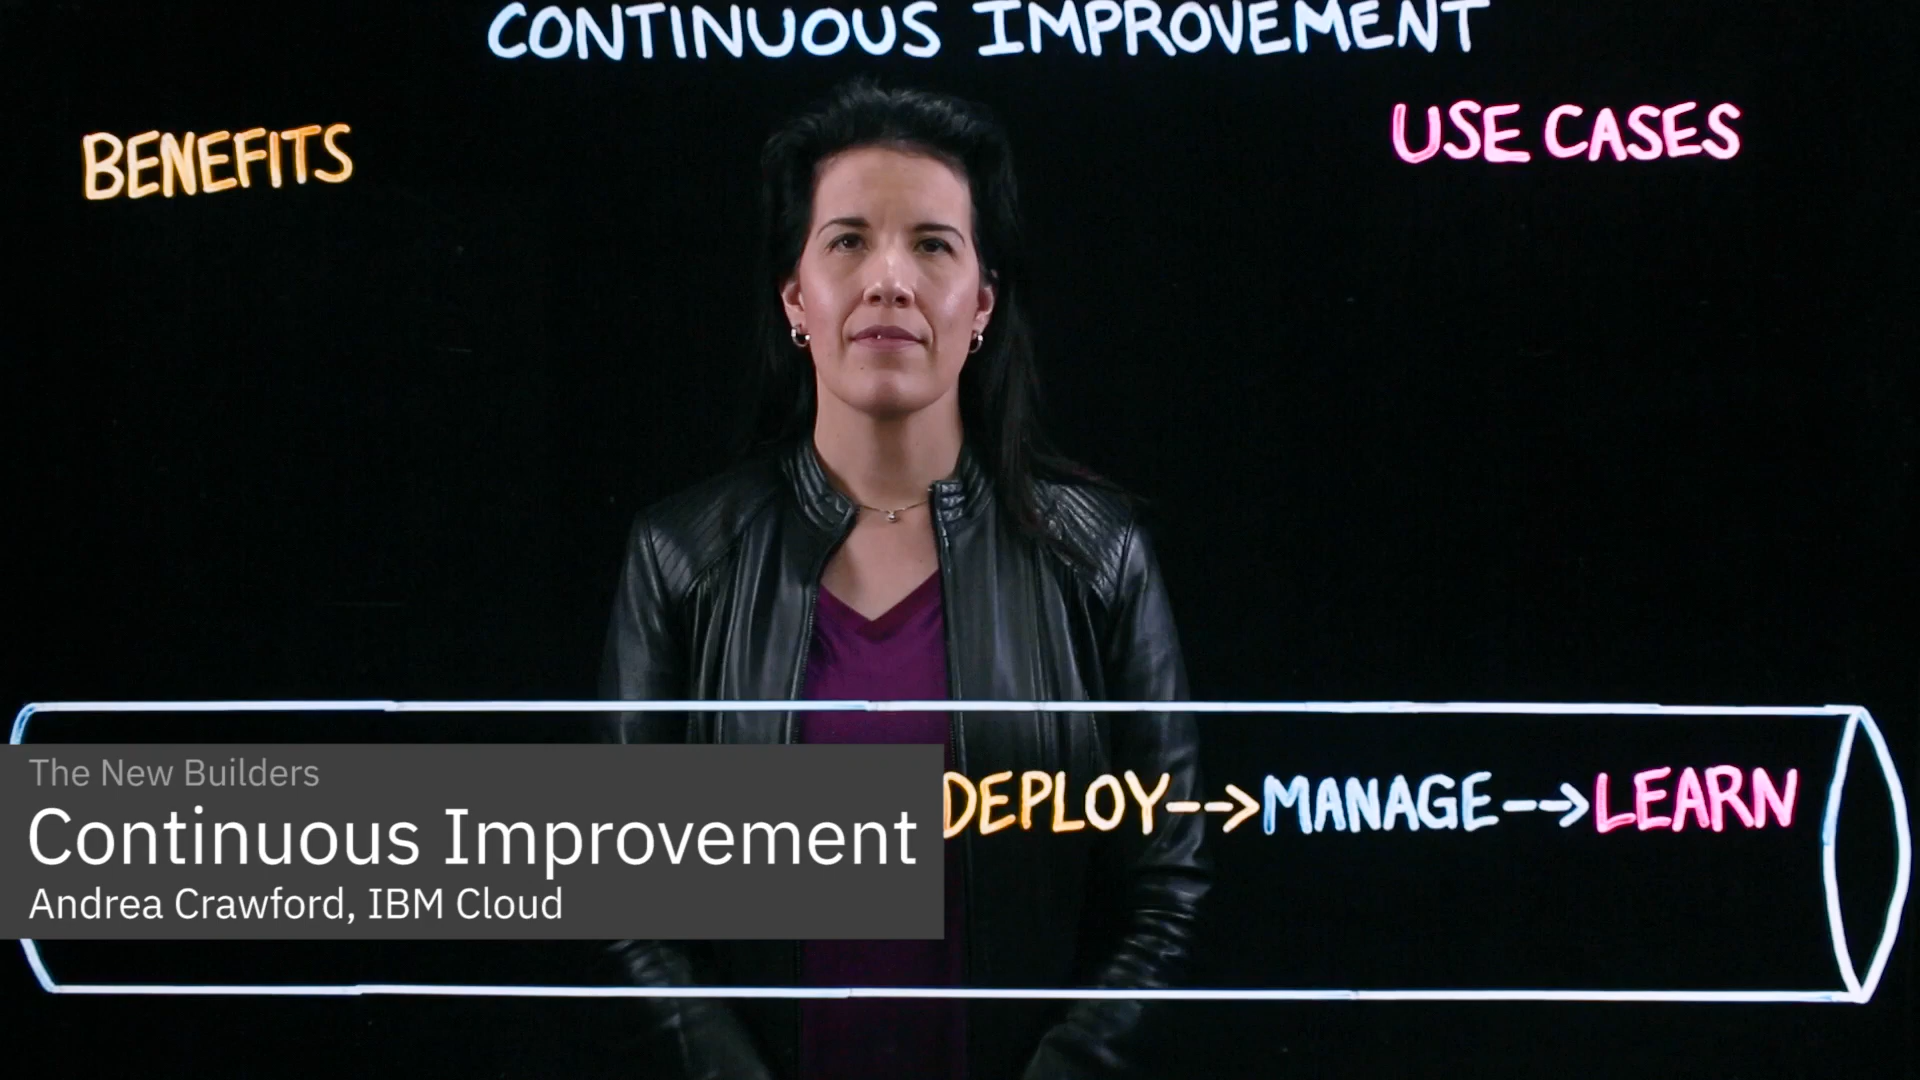 CONTINUOUS IMPROVEMENT
BENEFITS
USE CASES
DEPLOY-->MANAGE-->LEARN
The New Builders
Continuous Improvement
Andrea Crawford, IBM Cloud